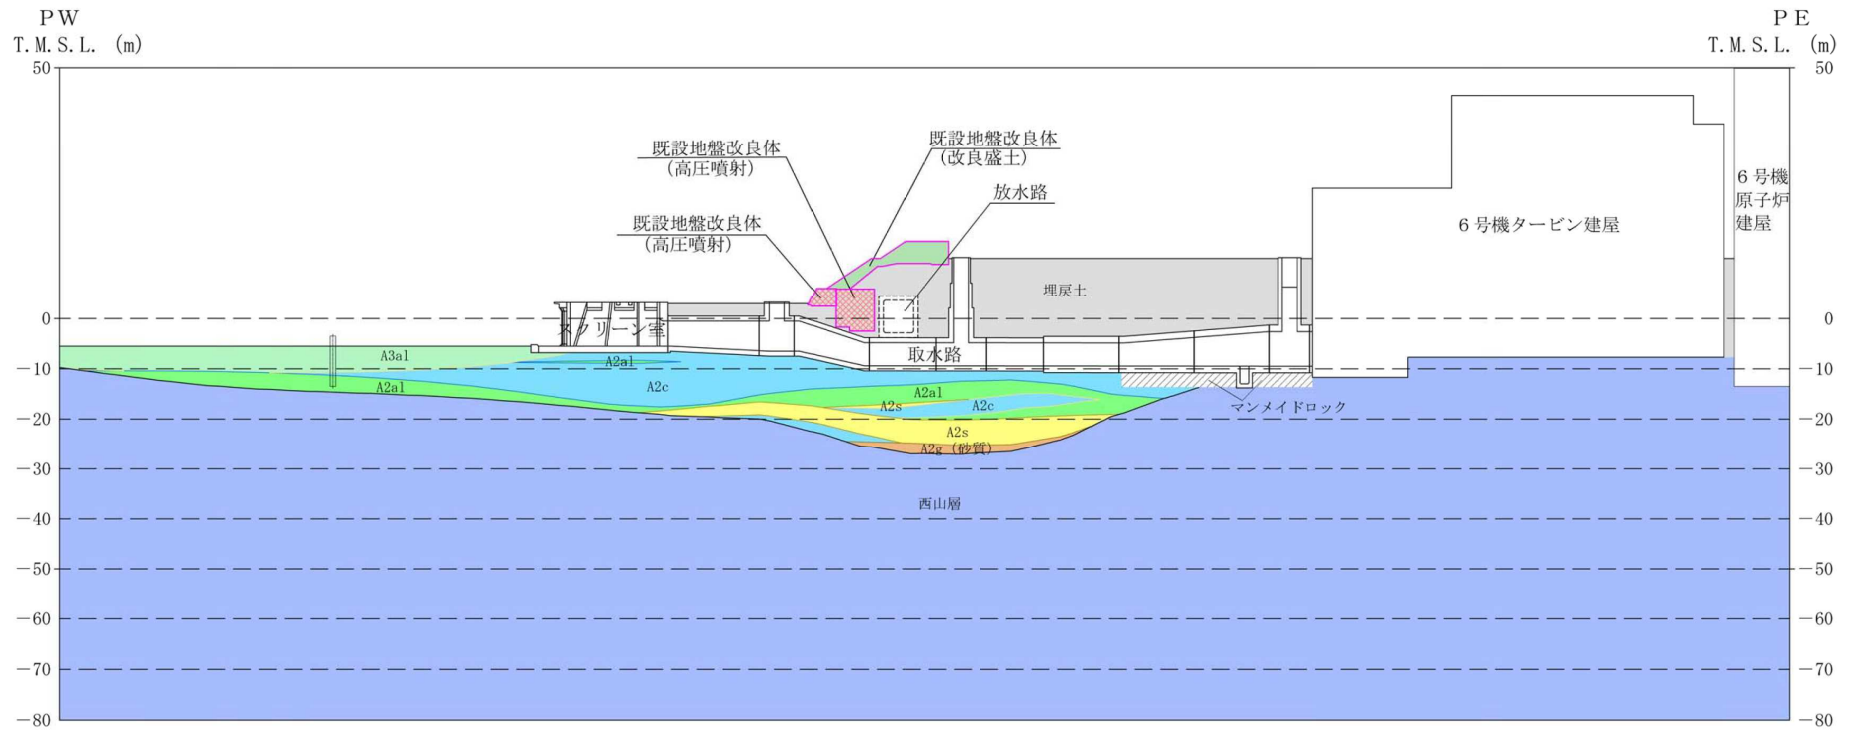 ＰＷ
ＰＥ
T.M.S.L. (m)
T.M.S.L. (m)
50
50
既設地盤改良体
(改良盛土)
既設地盤改良体
(高圧噴射)
放水路
６号機
原子炉
建屋
既設地盤改良体
(高圧噴射)
６号機タービン建屋
埋戻土
0
0
スクリーン室
取水路
A3al
A2al
−10
−10
A2al
A2c
A2al
A2s
A2c
マンメイドロック
−20
−20
A2s
A2g (砂質)
−30
−30
西山層
−40
−40
−50
−50
−60
−60
−70
−70
−80
−80